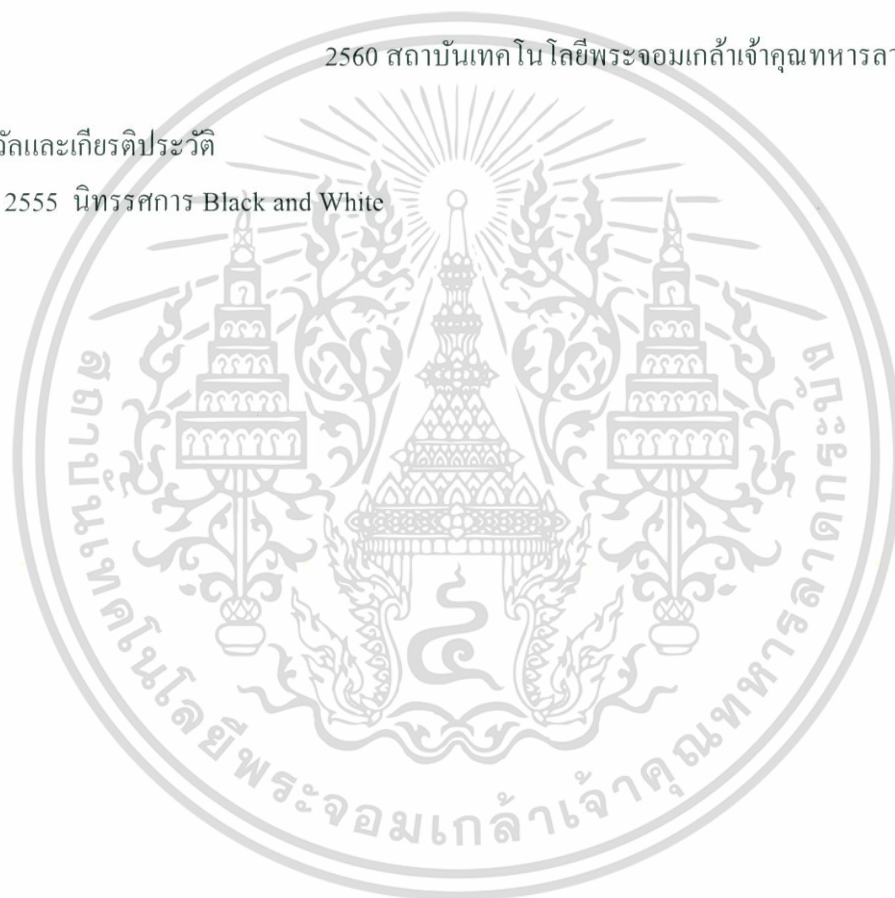 2560 สถาบันเทคโนโลยีพระจอมเกล้าเจ้าคุณทหารลา
วัลและเกียรติประวัติ
2555 นิทรรศการ Black and White
สถาบันเทคโนโลยีพระจอมเกล้าเจ้าคุณทหารลาดกระบัง
๔